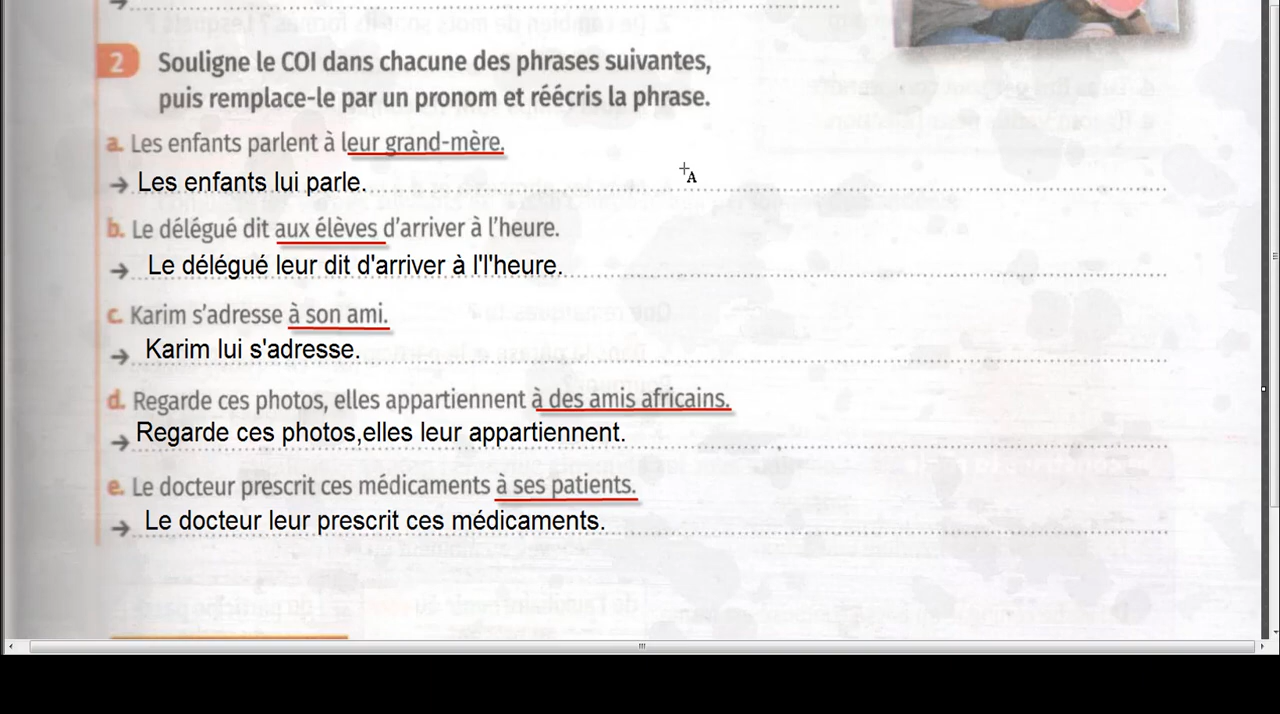 2 Souligne le COI dans chacune des phrases suivantes,
puis remplace-le par un pronom et réécris la phrase.
a. Les enfants parlent à leur grand-mère.
→ Les enfants lui parle.
b. Le délégué dit aux élèves d’arriver à l’heure.
→ Le délégué leur dit d'arriver à l'l'heure.
c. Karim s’adresse à son ami.
→ Karim lui s'adresse.
d. Regarde ces photos, elles appartiennent à des amis africains.
→ Regarde ces photos,elles leur appartiennent.
e. Le docteur prescrit ces médicaments à ses patients.
→ Le docteur leur prescrit ces médicaments.